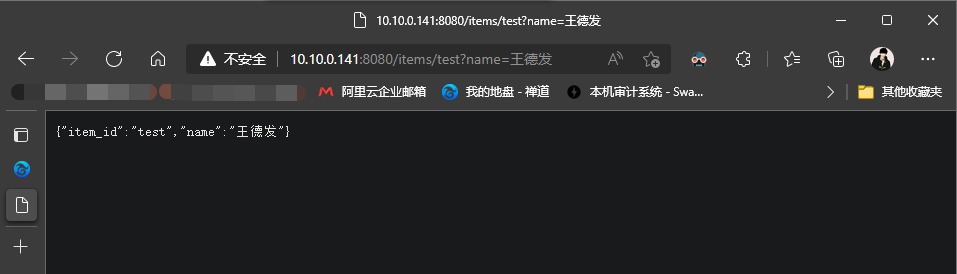 10.10.0.141:8080/items/test?name=王德发
不安全 10.10.0.141:8080/items/test?name=王德发
阿里云企业邮箱 我的地盘 - 禅道 本机审计系统 - Swa... 其他收藏夹
{"item_id":"test","name":"王德发"}